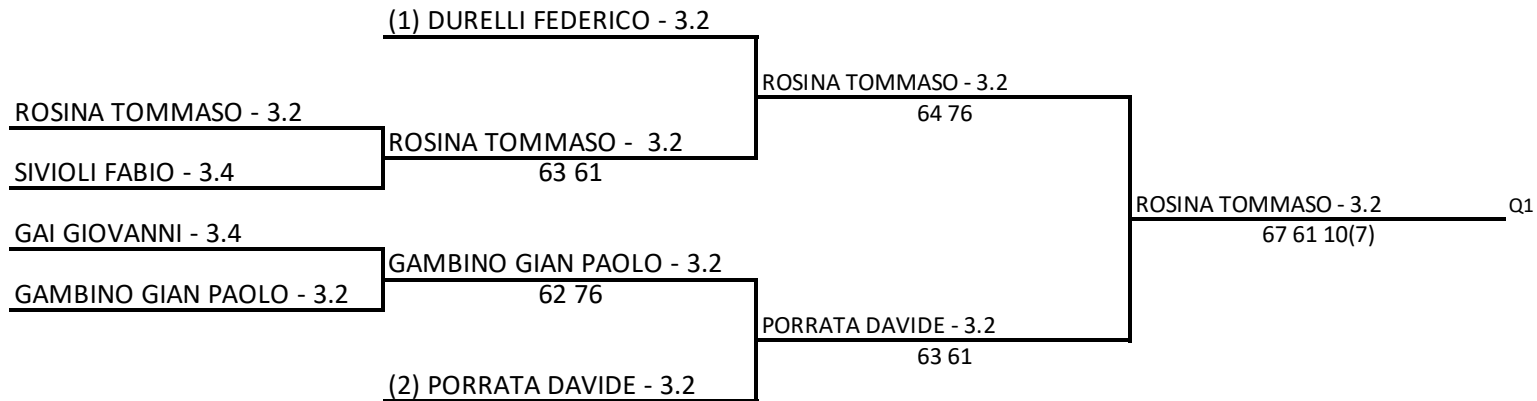 (1) DURELLI FEDERICO - 3.2
ROSINA TOMMASO - 3.2
64 76
ROSINA TOMMASO - 3.2
ROSINA TOMMASO - 3.2
63 61
SIVIOLI FABIO - 3.4
ROSINA TOMMASO - 3.2 Q1
67 61 10(7)
GAI GIOVANNI - 3.4
GAMBINO GIAN PAOLO - 3.2
62 76
GAMBINO GIAN PAOLO - 3.2
PORRATA DAVIDE - 3.2
63 61
(2) PORRATA DAVIDE - 3.2